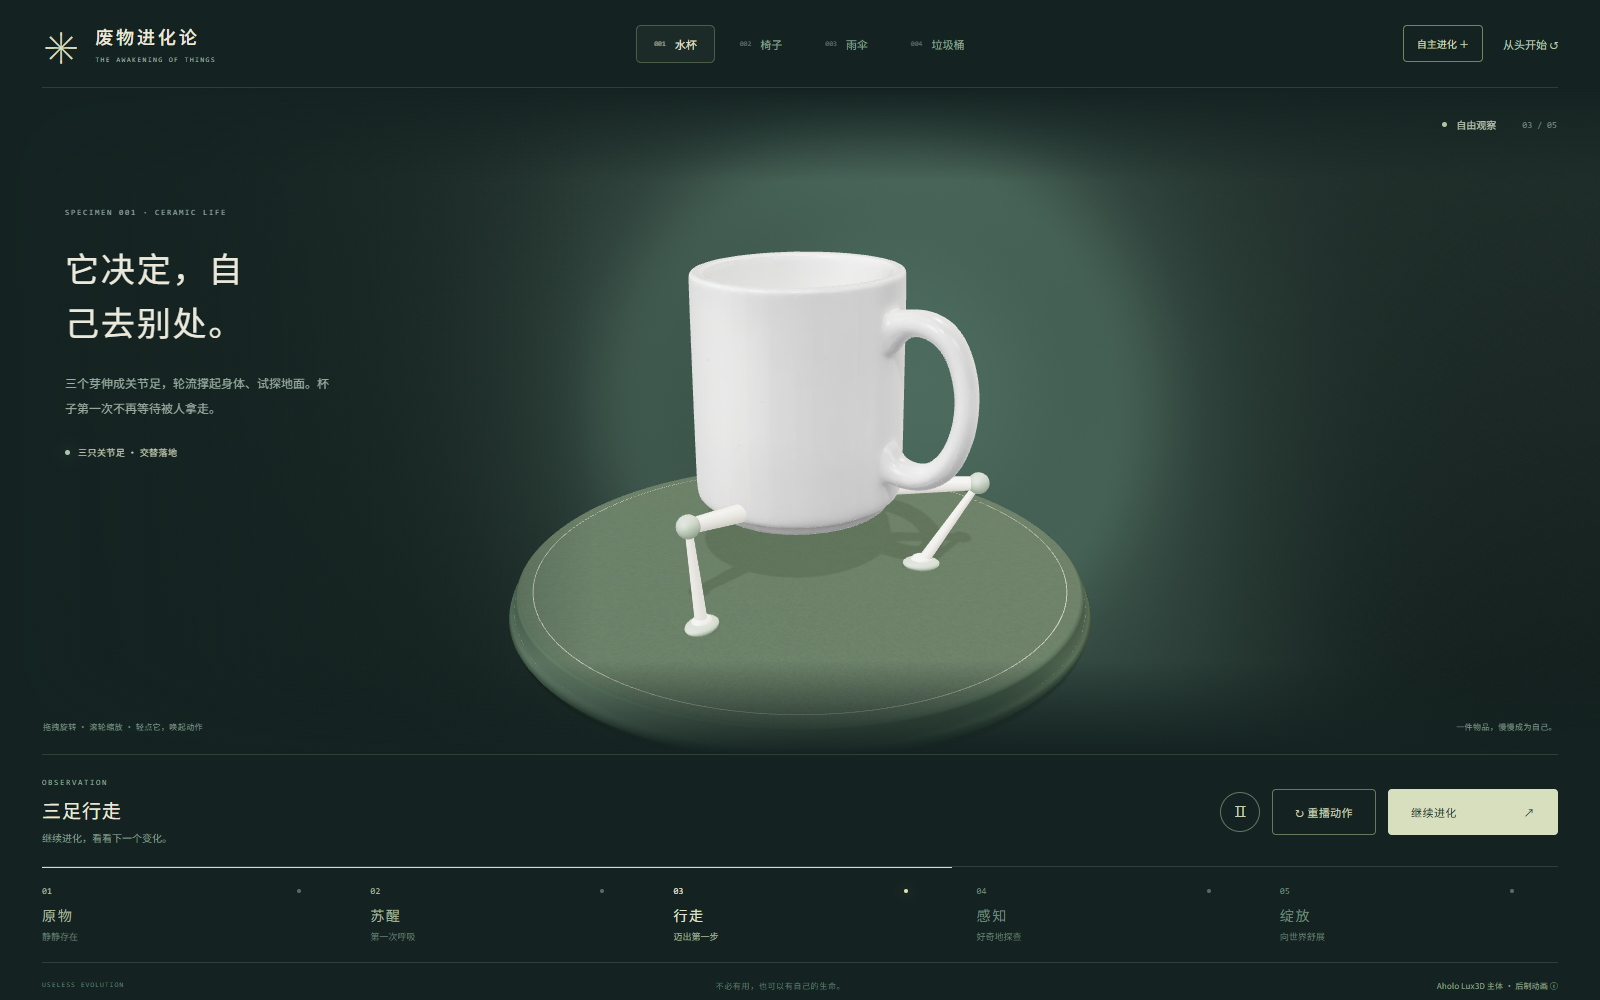 废物进化论
THE AWAKENING OF THINGS
001 水杯
002 椅子
003 雨伞
004 垃圾桶
自主进化 +
从头开始 ↺
自由观察 03 / 05
SPECIMEN 001 · CERAMIC LIFE
它决定，自
己去别处。
三个芽伸成关节足，轮流撑起身体、试探地面。杯
子第一次不再等待被人拿走。
三只关节足 · 交替落地
拖拽旋转 · 滚轮缩放 · 轻点它，唤起动作
一件物品，慢慢成为自己。
OBSERVATION
三足行走
继续进化，看看下一个变化。
↻ 重播动作
继续进化 ↗
01
原物
静静存在
02
苏醒
第一次呼吸
03
行走
迈出第一步
04
感知
好奇地探查
05
绽放
向世界舒展
USELESS EVOLUTION
不必有用，也可以有自己的生命。
Aholo Lux3D 主体 · 后制动画 ⓘ